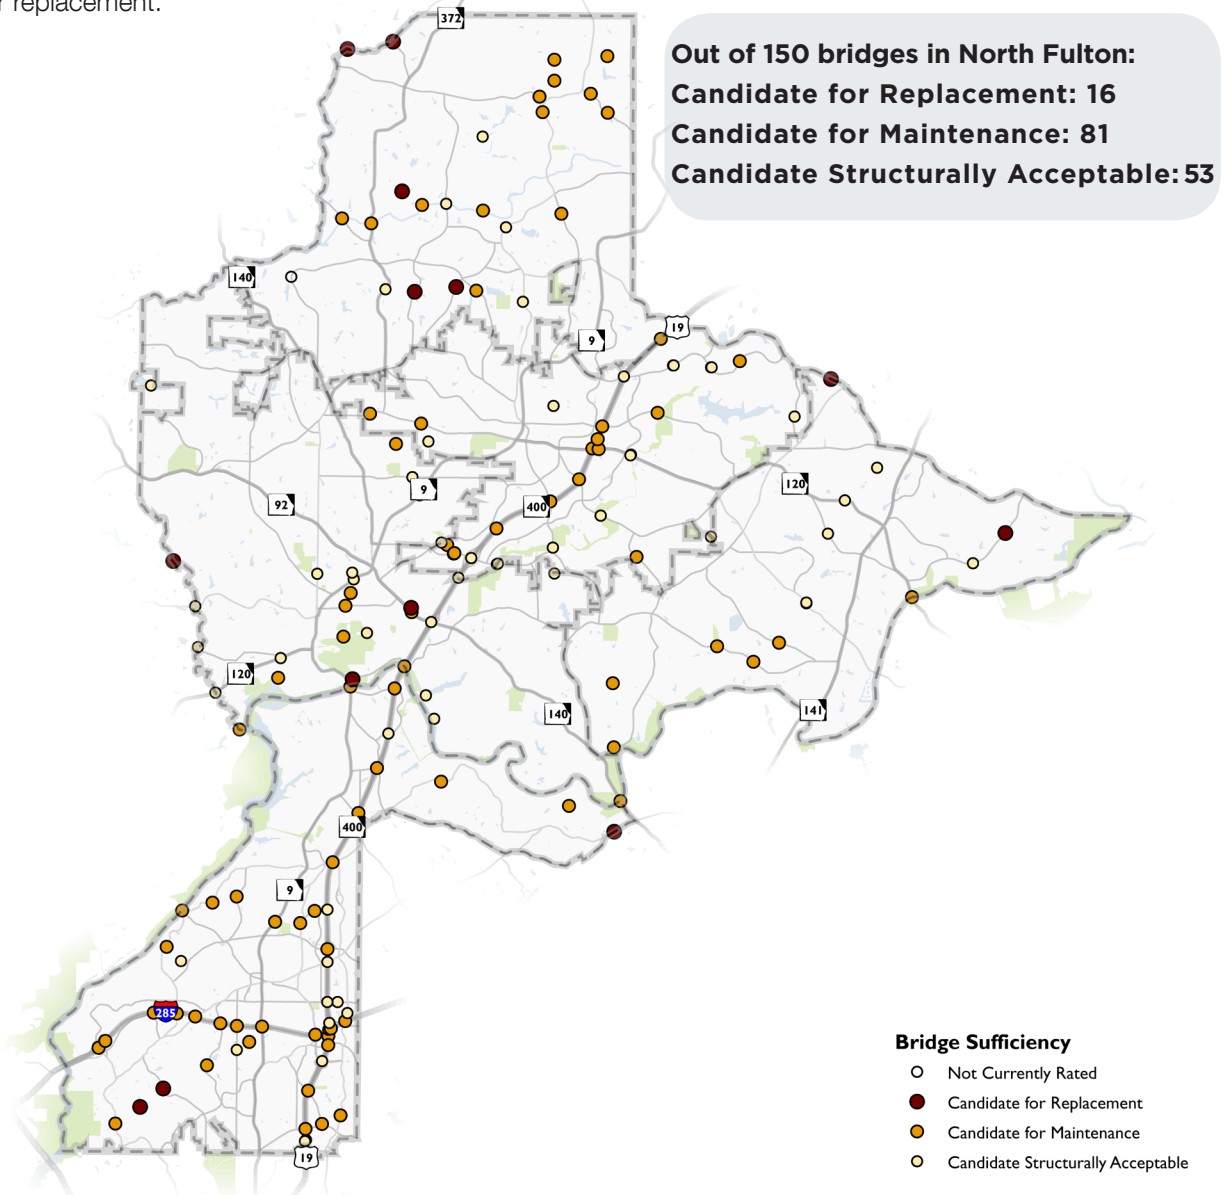 r replacement.
372
Out of 150 bridges in North Fulton:
Candidate for Replacement: 16
Candidate for Maintenance: 81
Candidate Structurally Acceptable: 53
140
19
9
9
120
92
400
120
140
141
400
9
285
19
Bridge Sufficiency
Not Currently Rated
Candidate for Replacement
Candidate for Maintenance
Candidate Structurally Acceptable